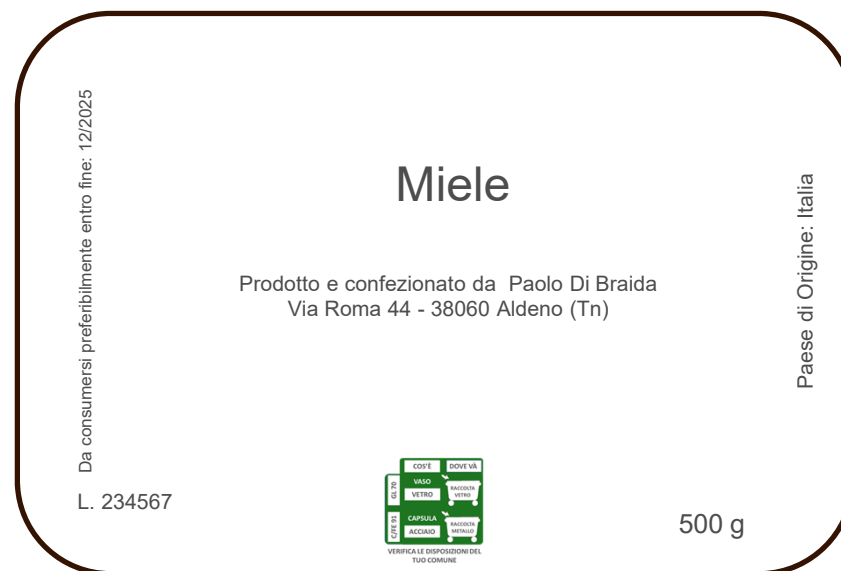 Da consumersi preferibilmente entro fine: 12/2025
Miele
Prodotto e confezionato da Paolo Di Braida
Via Roma 44 - 38060 Aldeno (Tn)
Paese di Origine: Italia
L. 234567
COS'È DOVE VÀ
GL 70
VASO
VETRO
RACCOLTA
VETRO
C/FE 91
CAPSULA
ACCIAIO
RACCOLTA
METALLO
VERIFICA LE DISPOSIZIONI DEL
TUO COMUNE
500 g